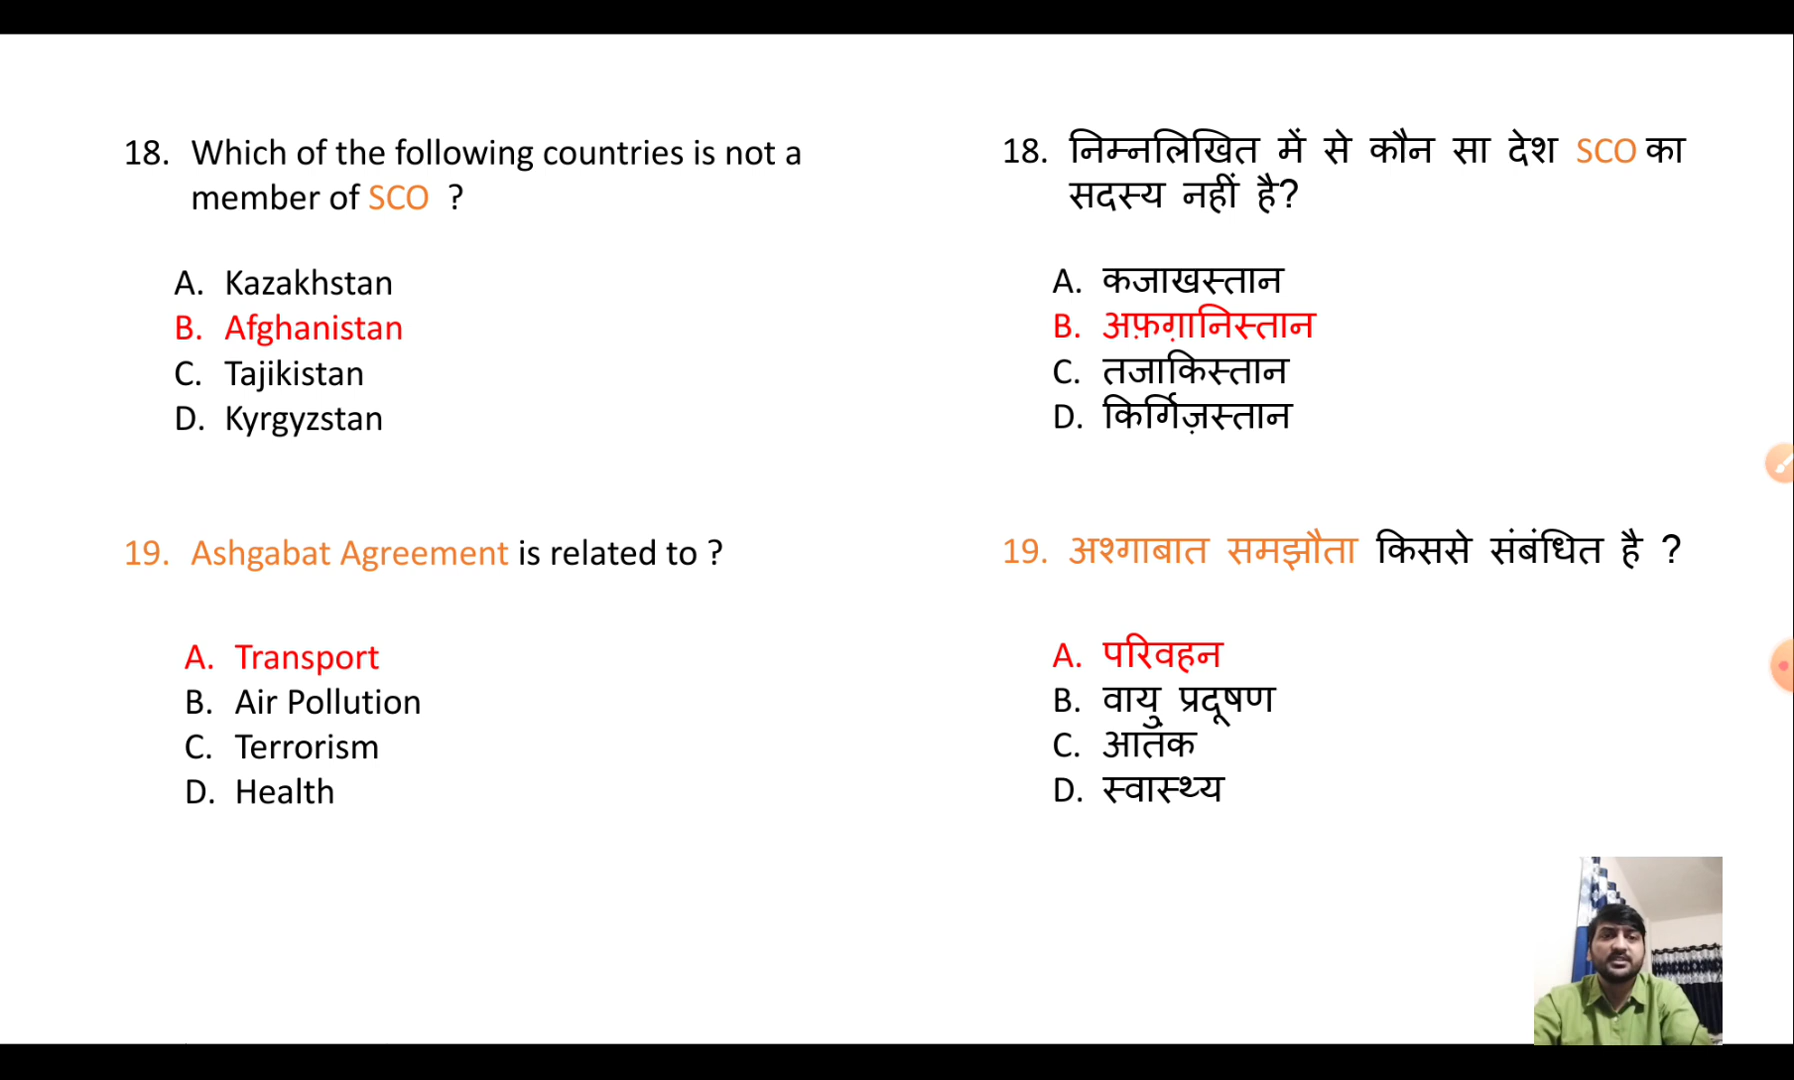 18. Which of the following countries is not a
member of SCO ?
A. Kazakhstan
B. Afghanistan
C. Tajikistan
D. Kyrgyzstan
19. Ashgabat Agreement is related to ?
A. Transport
B. Air Pollution
C. Terrorism
D. Health
18. निम्नलिखित में से कौन सा देश SCO का
सदस्य नहीं है?
A. कजाखस्तान
B. अफ़ग़ानिस्तान
C. तजाकिस्तान
D. किर्गिज़स्तान
19. अश्गाबात समझौता किससे संबंधित है ?
A. परिवहन
B. वायु प्रदूषण
C. आतंक
D. स्वास्थ्य